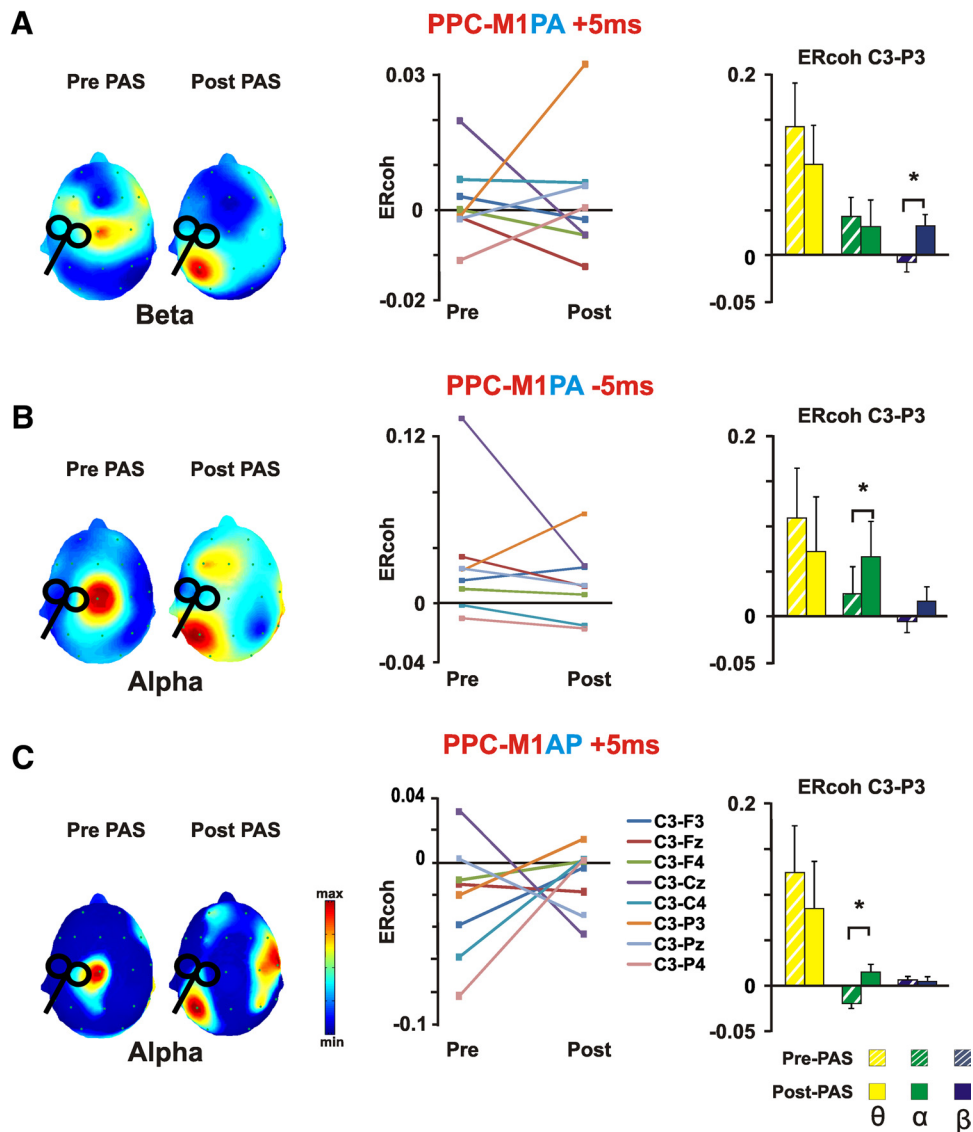 A
PPC-M1PA +5ms
Pre PAS
Post PAS
Beta
ERcoh
0.03
0
-0.02
Pre
Post
ERcoh C3-P3
0.2
0
-0.05
*
B
PPC-M1PA -5ms
Pre PAS
Post PAS
Alpha
ERcoh
0.12
0
-0.04
Pre
Post
ERcoh C3-P3
0.2
0
-0.05
*
C
PPC-M1AP +5ms
Pre PAS
Post PAS
Alpha
max
min
ERcoh
0.04
0
-0.1
Pre
Post
C3-F3
C3-Fz
C3-F4
C3-Cz
C3-C4
C3-P3
C3-Pz
C3-P4
ERcoh C3-P3
0.2
0
-0.05
*
Pre-PAS
Post-PAS
θ α β